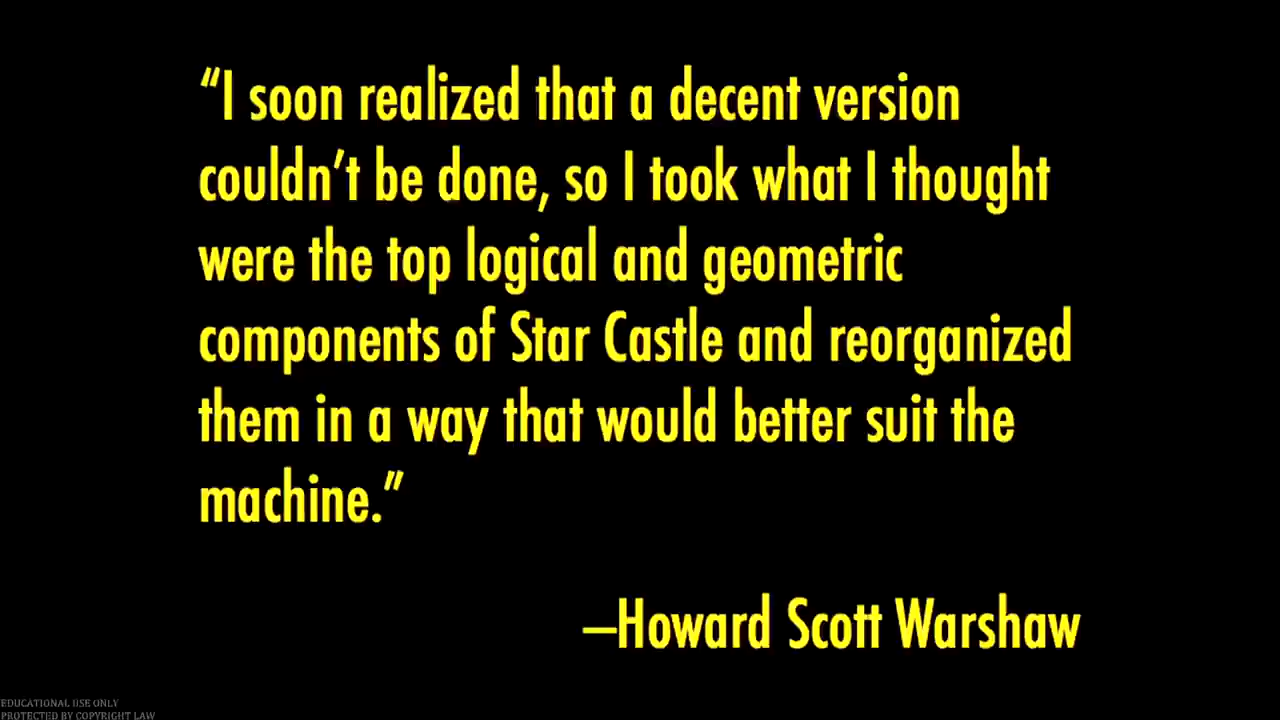 “I soon realized that a decent version
couldn’t be done, so I took what I thought
were the top logical and geometric
components of Star Castle and reorganized
them in a way that would better suit the
machine.”
–Howard Scott Warshaw
EDUCATIONAL USE ONLY
PROTECTED BY COPYRIGHT LAW